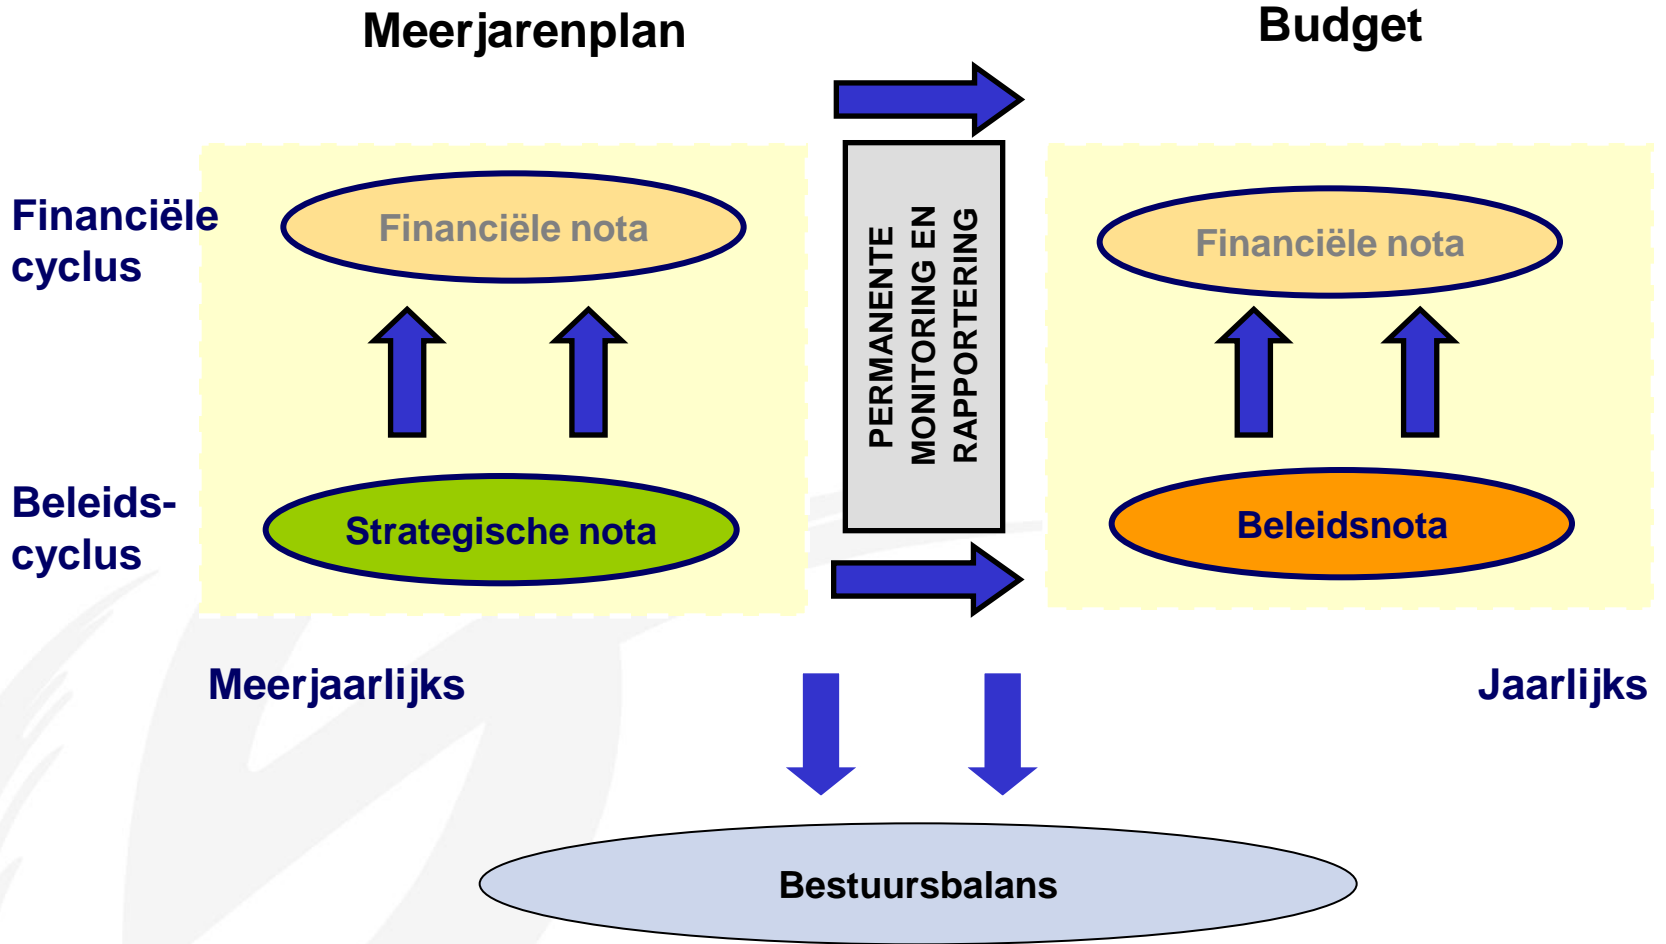 Meerjarenplan
Budget
Financiële
cyclus
Financiële nota
PERMANENTE
MONITORING EN
RAPPORTERING
Financiële nota
Beleids-
cyclus
Strategische nota
Beleidsnota
Meerjaarlijks
Jaarlijks
Bestuursbalans